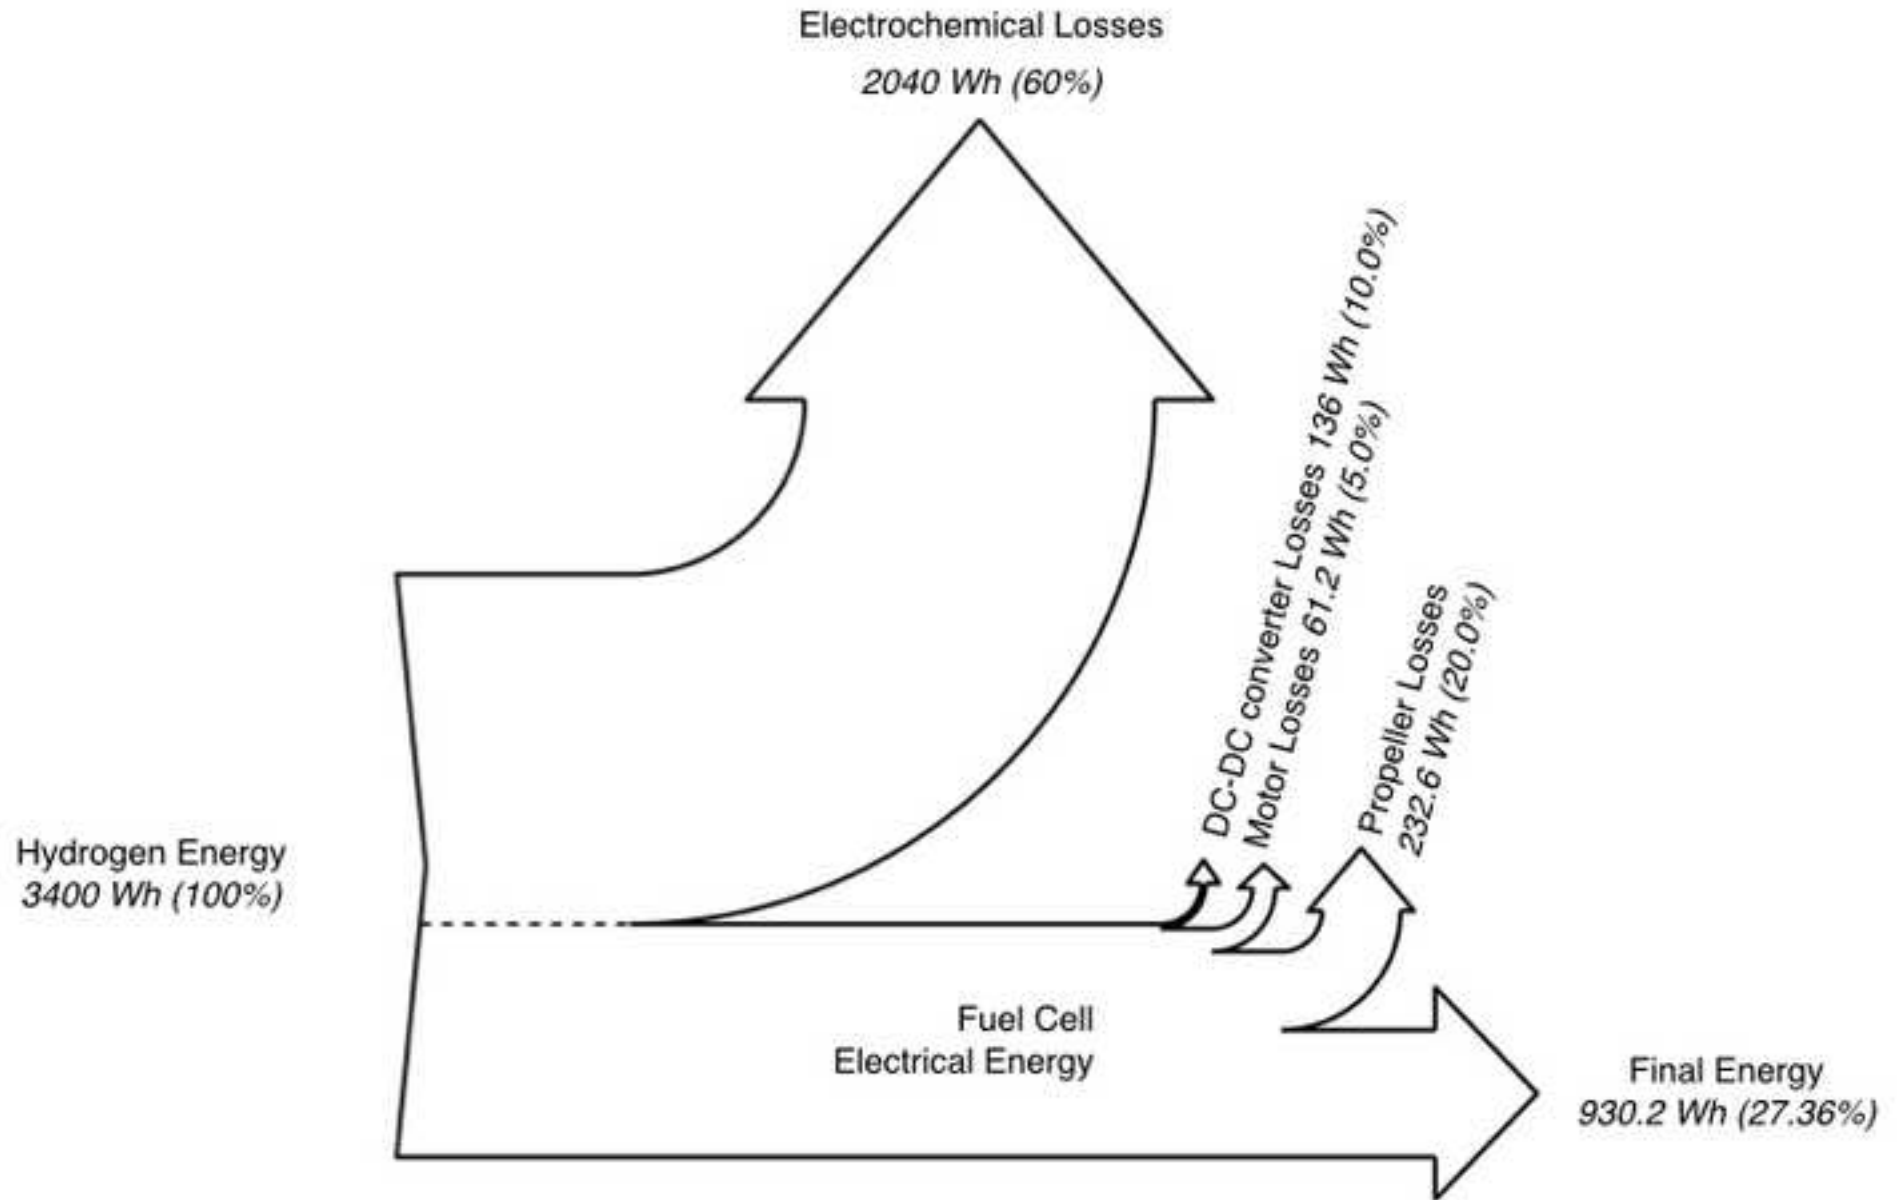 Electrochemical Losses
2040 Wh (60%)
DC-DC converter Losses 136 Wh (10.0%)
Motor Losses 61.2 Wh (5.0%)
Propeller Losses
232.6 Wh (20.0%)
Hydrogen Energy
3400 Wh (100%)
Fuel Cell
Electrical Energy
Final Energy
930.2 Wh (27.36%)